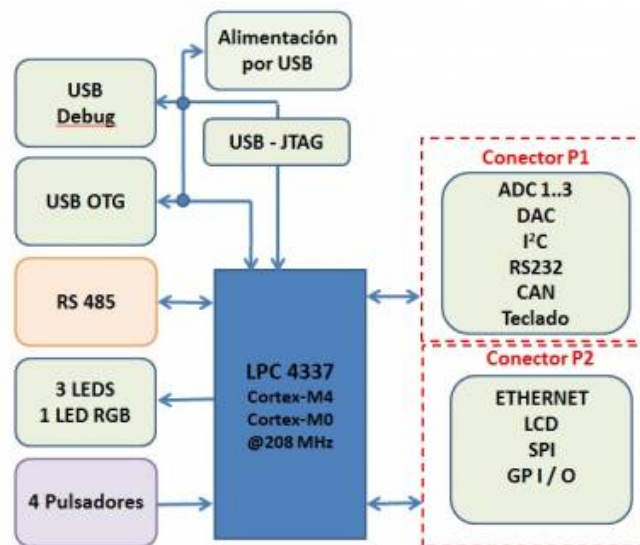 Alimentación
por USB
USB
Debug
USB - JTAG
USB OTG
RS 485
3 LEDS
1 LED RGB
4 Pulsadores
LPC 4337
Cortex-M4
Cortex-M0
@208 MHz
Conector P1
ADC 1..3
DAC
I²C
RS232
CAN
Teclado
Conector P2
ETHERNET
LCD
SPI
GP I / O